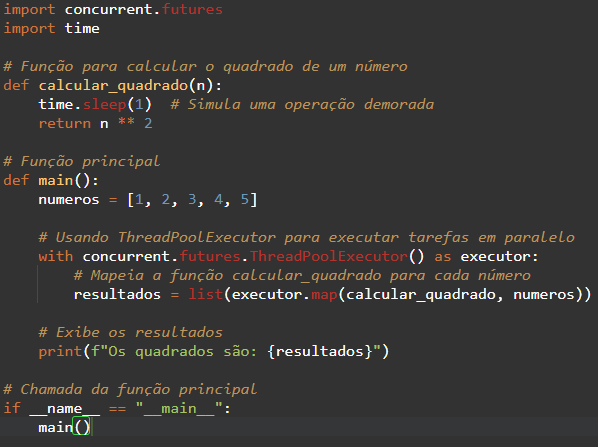 import concurrent.futures
import time
# Função para calcular o quadrado de um número
def calcular_quadrado(n):
    time.sleep(1)  # Simula uma operação demorada
    return n ** 2
# Função principal
def main():
    numeros = [1, 2, 3, 4, 5]
    # Usando ThreadPoolExecutor para executar tarefas em paralelo
    with concurrent.futures.ThreadPoolExecutor() as executor:
        # Mapeia a função calcular_quadrado para cada número
        resultados = list(executor.map(calcular_quadrado, numeros))
    # Exibe os resultados
    print(f"Os quadrados são: {resultados}")
# Chamada da função principal
if __name__ == "__main__":
    main()